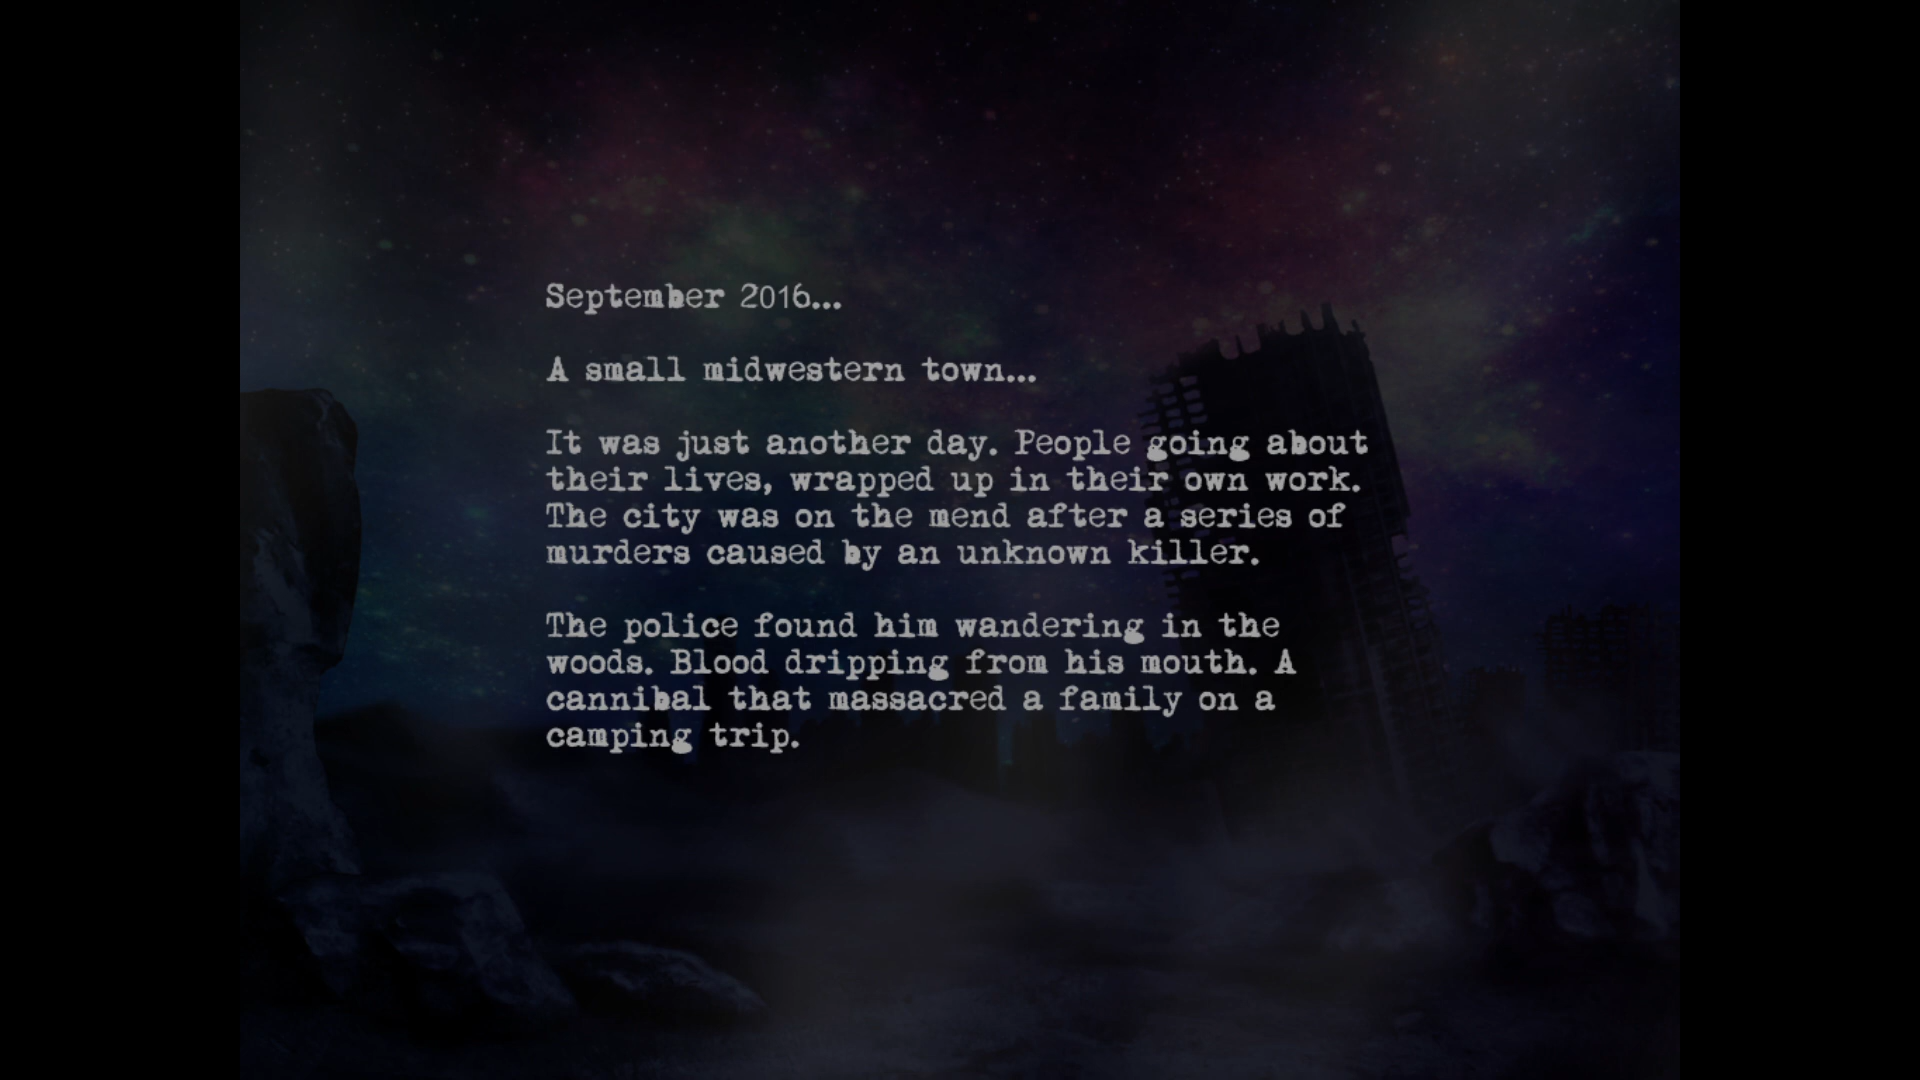 September 2016...
A small midwestern town...
It was just another day. People going about
their lives, wrapped up in their own work.
The city was on the mend after a series of
murders caused by an unknown killer.
The police found him wandering in the
woods. Blood dripping from his mouth. A
cannibal that massacred a family on a
camping trip.